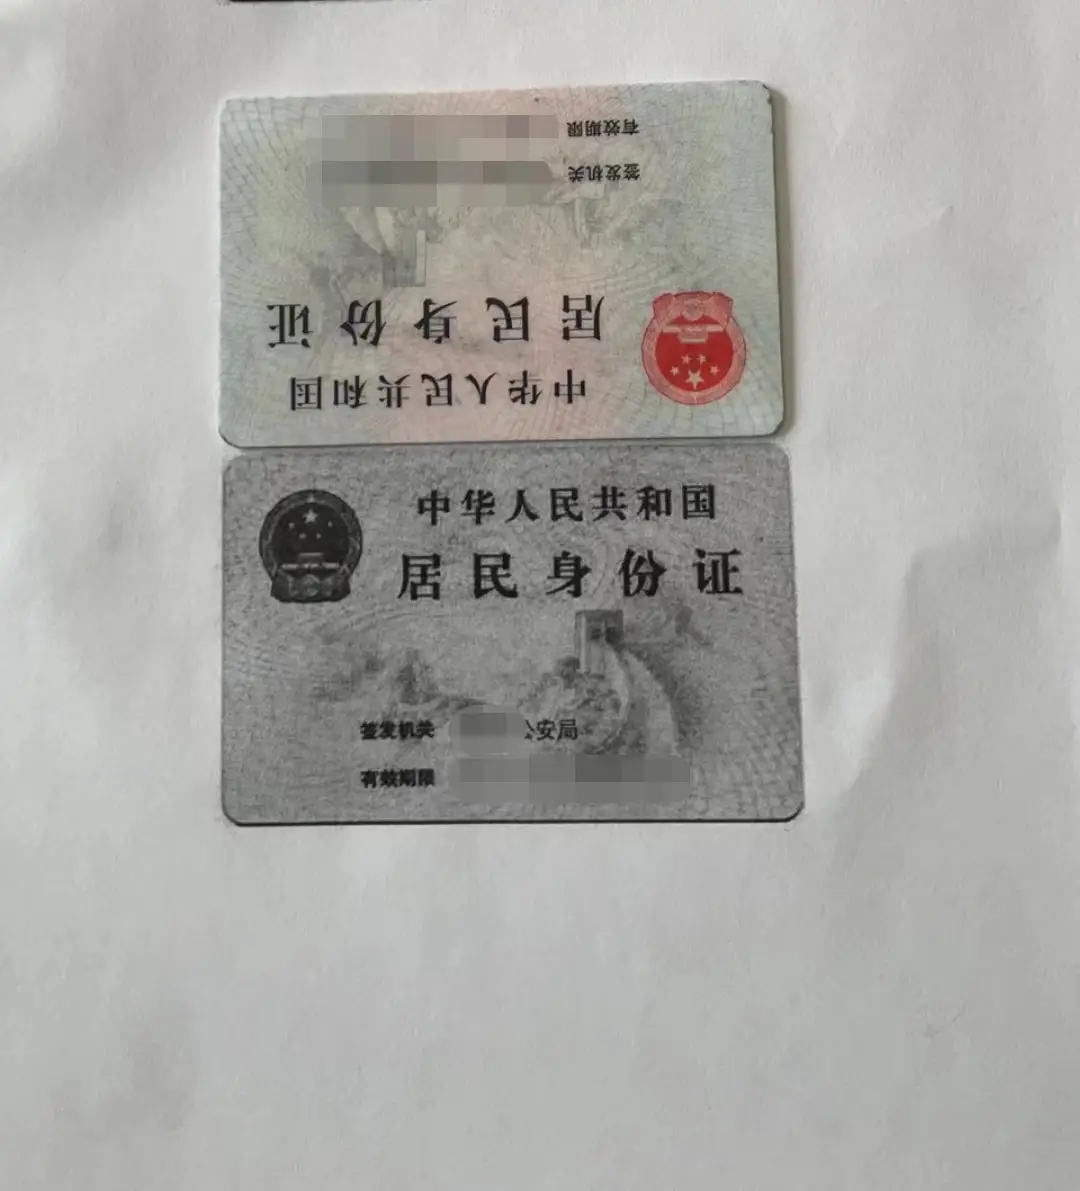 有效期限
签发机关
居民身份证
中华人民共和国
中华人民共和国
居民身份证
签发机关 公安局
有效期限